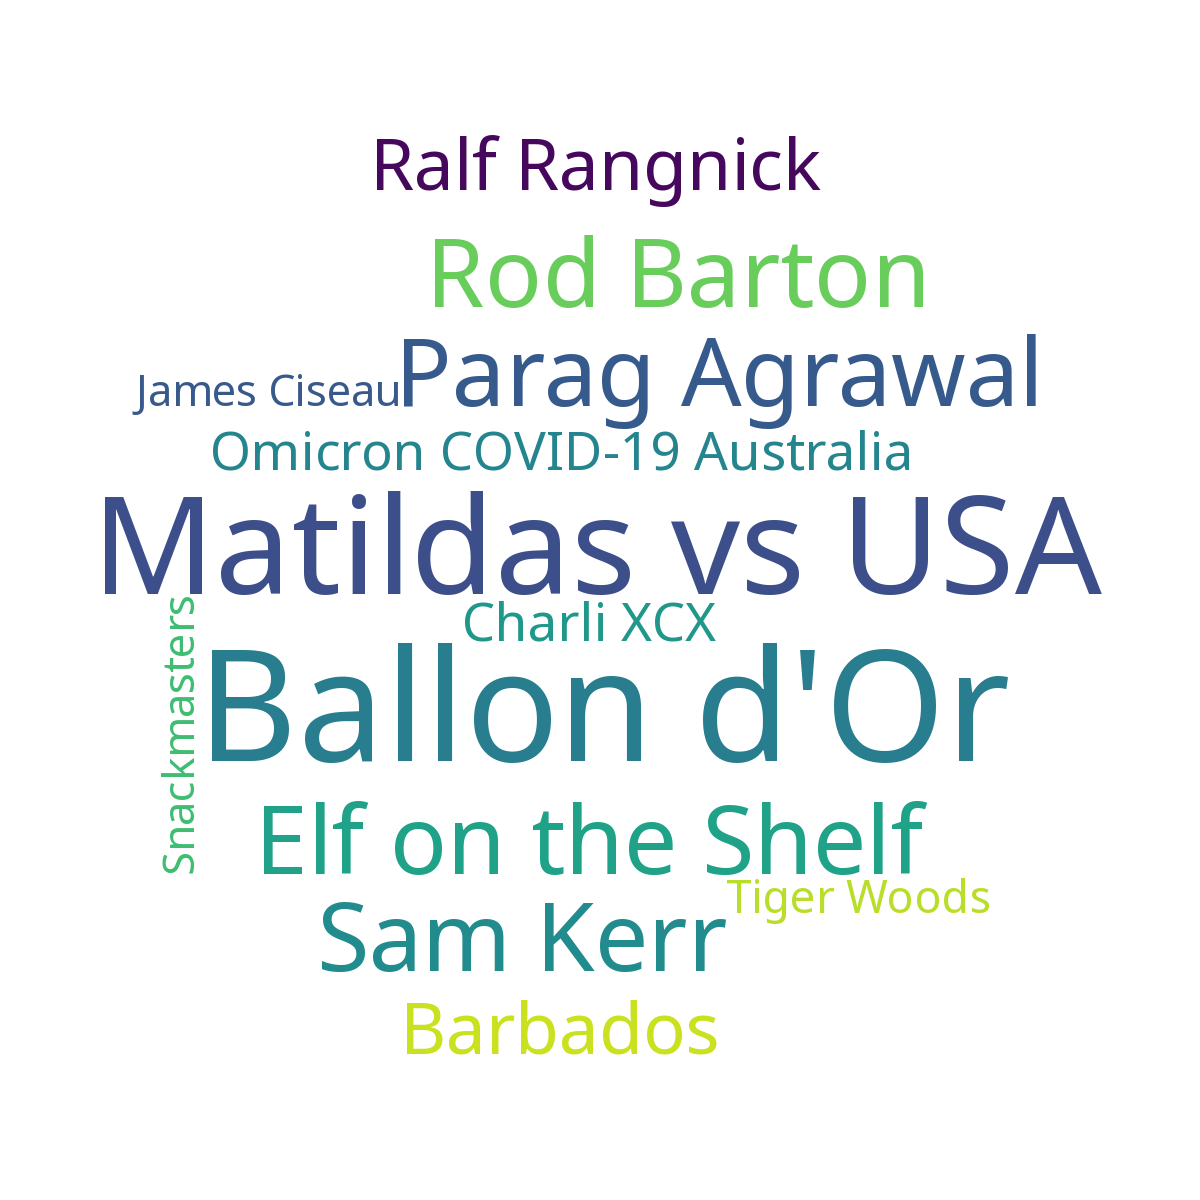 Ralf Rangnick
Rod Barton
Parag Agrawal
James Ciseau
Omicron COVID-19 Australia
Matildas vs USA
Charli XCX
Snackmasters
Ballon d'Or
Elf on the Shelf
Tiger Woods
Sam Kerr
Barbados